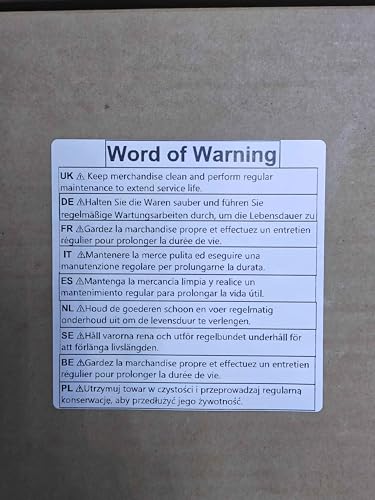 Word of Warning
UK ⚠ Keep merchandise clean and perform regular
maintenance to extend service life.
DE ⚠Halten Sie die Waren sauber und führen Sie
regelmäßige Wartungsarbeiten durch, um die Lebensdauer zu
FR ⚠Gardez la marchandise propre et effectuez un entretien
régulier pour prolonger la durée de vie.
IT ⚠Mantenere la merce pulita ed eseguire una
manutenzione regolare per prolungarne la durata.
ES ⚠Mantenga la mercancía limpia y realice un
mantenimiento regular para prolongar la vida útil.
NL ⚠Houd de goederen schoon en voer regelmatig
onderhoud uit om de levensduur te verlengen.
SE ⚠Håll varorna rena och utför regelbundet underhåll för
att förlänga livslängden.
BE ⚠Gardez la marchandise propre et effectuez un entretien
régulier pour prolonger la durée de vie.
PL ⚠Utrzymuj towar w czystości i przeprowadzaj regularną
konserwację, aby przedłużyć jego żywotność.